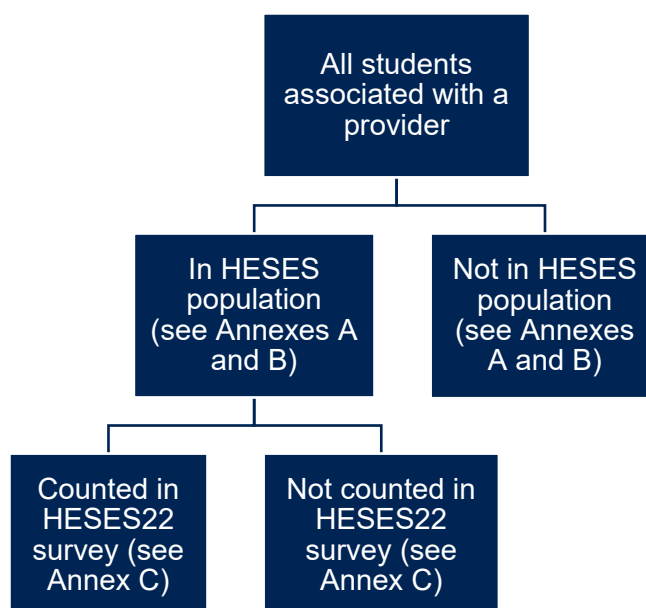 All students
associated with a
provider
In HESES
population
(see Annexes A
and B)
Not in HESES
population
(see Annexes
A and B)
Counted in
HESES22
survey (see
Annex C)
Not counted in
HESES22
survey (see
Annex C)